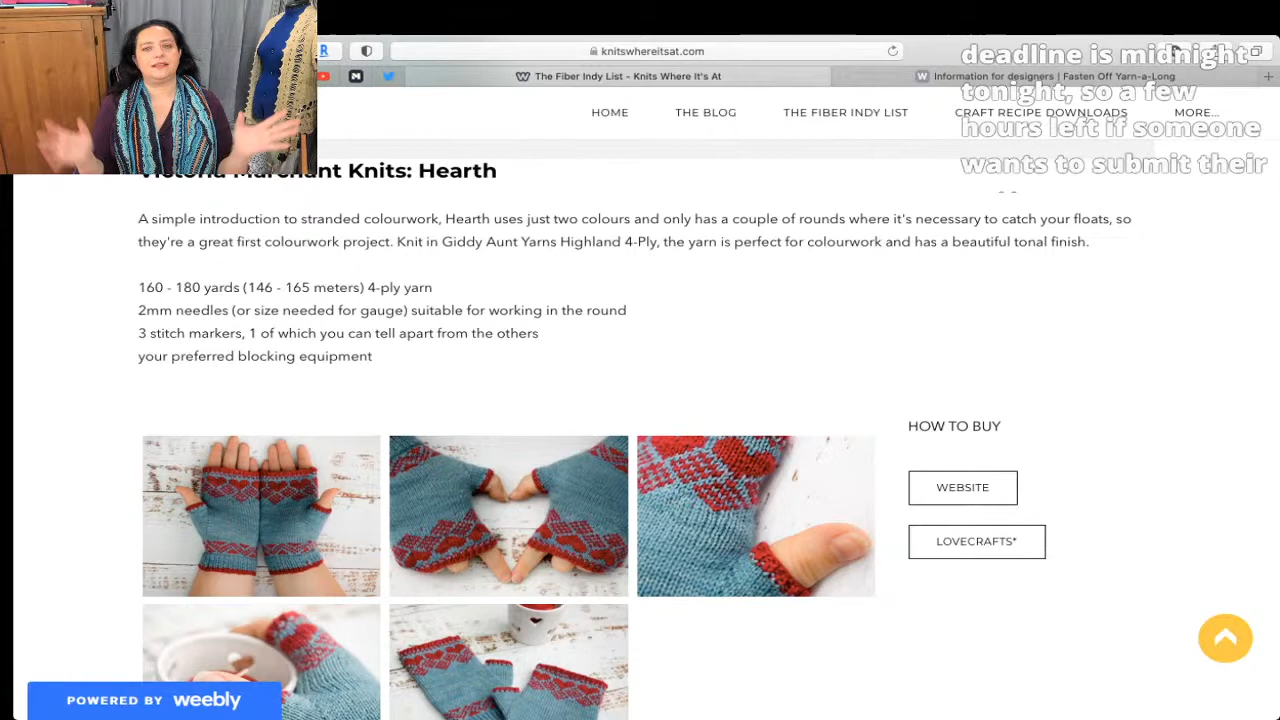 knitswhereitsat.com
The Fiber Indy List - Knits Where It's At
Information for designers | Fasten Off Yarn-a-Long
deadline is midnight
tonight, so a few
hours left if someone
wants to submit their
HOME THE BLOG THE FIBER INDY LIST CRAFT RECIPE DOWNLOADS MORE...
Victoria Marchant Knits: Hearth
A simple introduction to stranded colourwork, Hearth uses just two colours and only has a couple of rounds where it's necessary to catch your floats, so
they're a great first colourwork project. Knit in Giddy Aunt Yarns Highland 4-Ply, the yarn is perfect for colourwork and has a beautiful tonal finish.
160 - 180 yards (146 - 165 meters) 4-ply yarn
2mm needles (or size needed for gauge) suitable for working in the round
3 stitch markers, 1 of which you can tell apart from the others
your preferred blocking equipment
HOW TO BUY
WEBSITE
LOVECRAFTS*
POWERED BY weebly